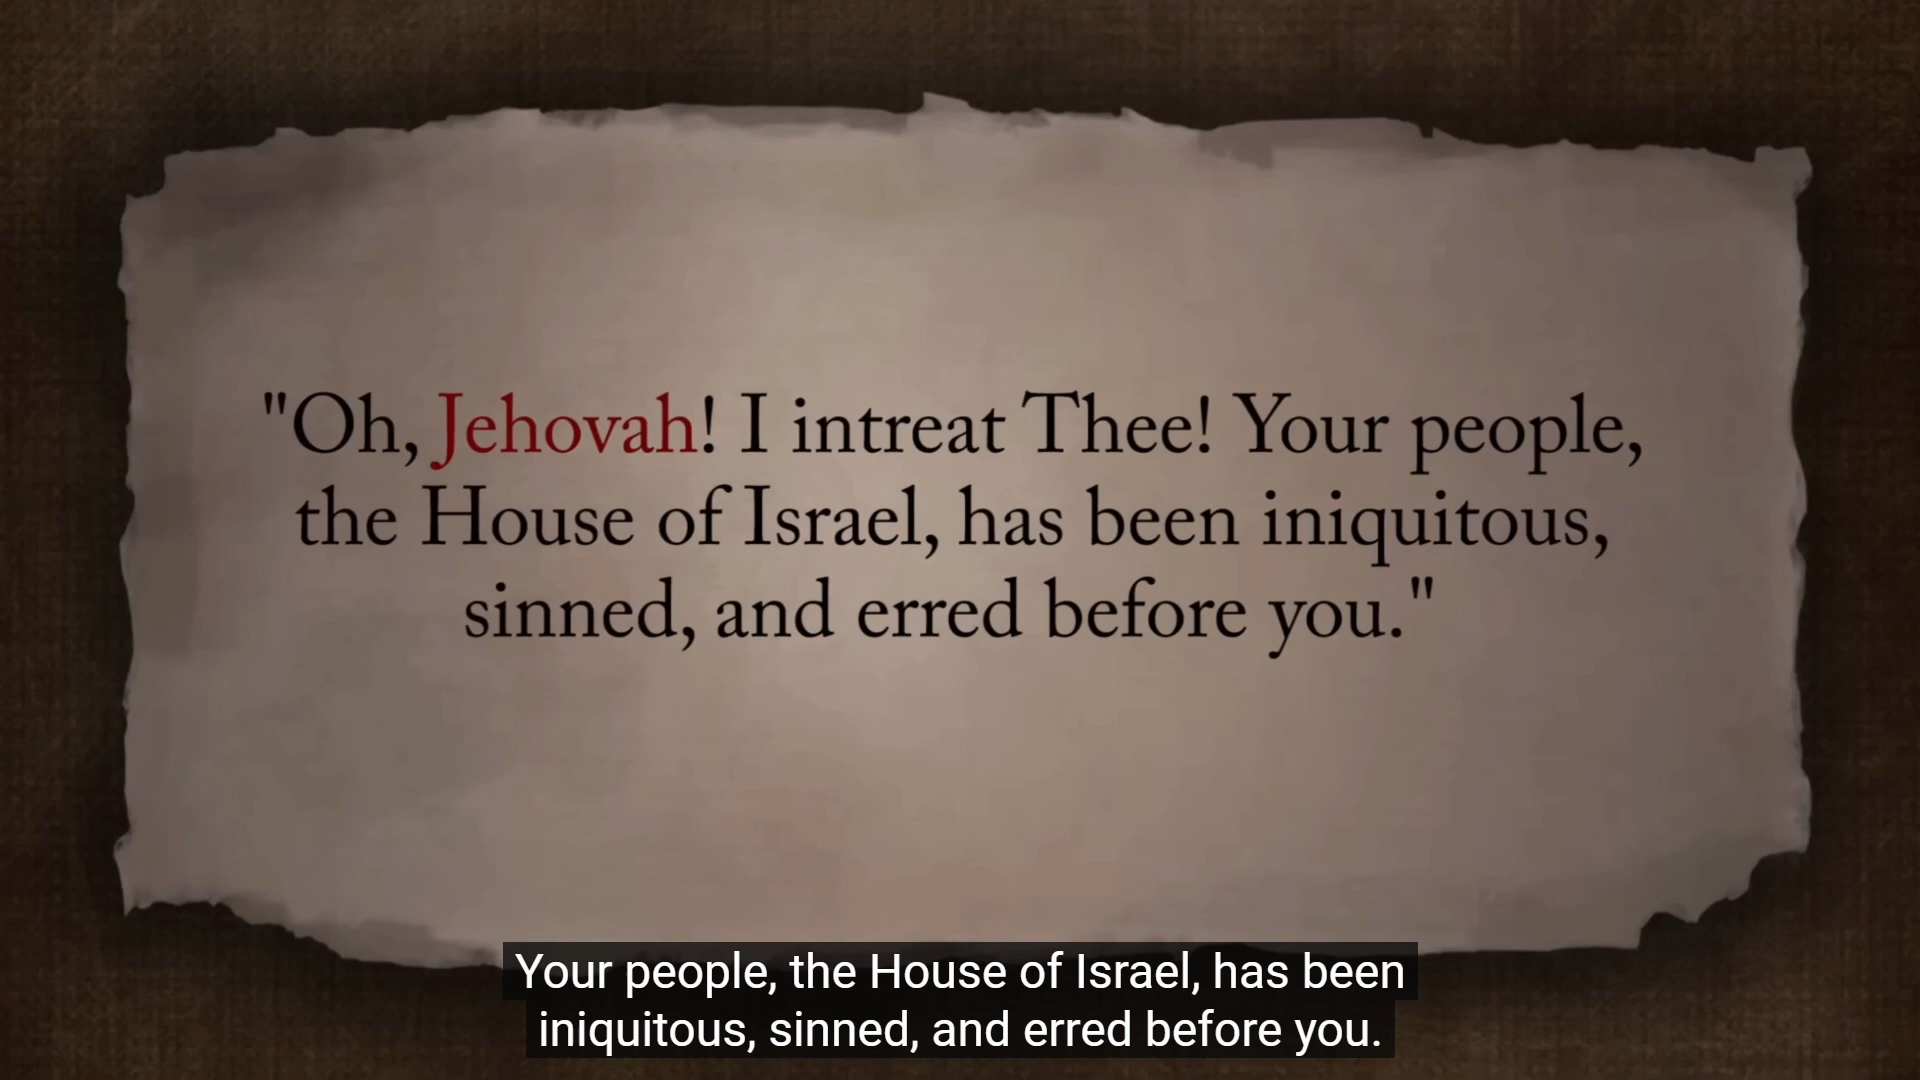 "Oh, Jehovah! I intreat Thee! Your people,
the House of Israel, has been iniquitous,
sinned, and erred before you."
Your people, the House of Israel, has been
iniquitous, sinned, and erred before you.